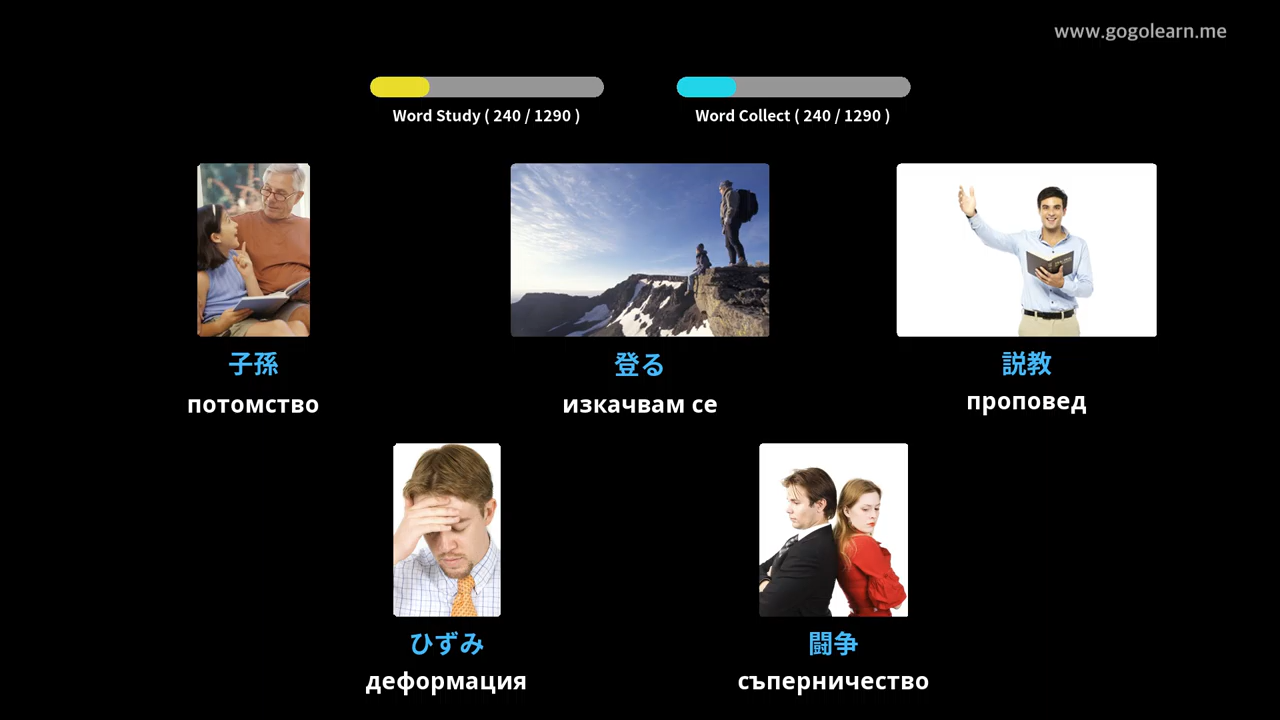 www.gogolearn.me
Word Study ( 240 / 1290 )
Word Collect ( 240 / 1290 )
子孫
потомство
登る
изкачвам се
説教
проповед
ひずみ
деформация
闘争
съперничество